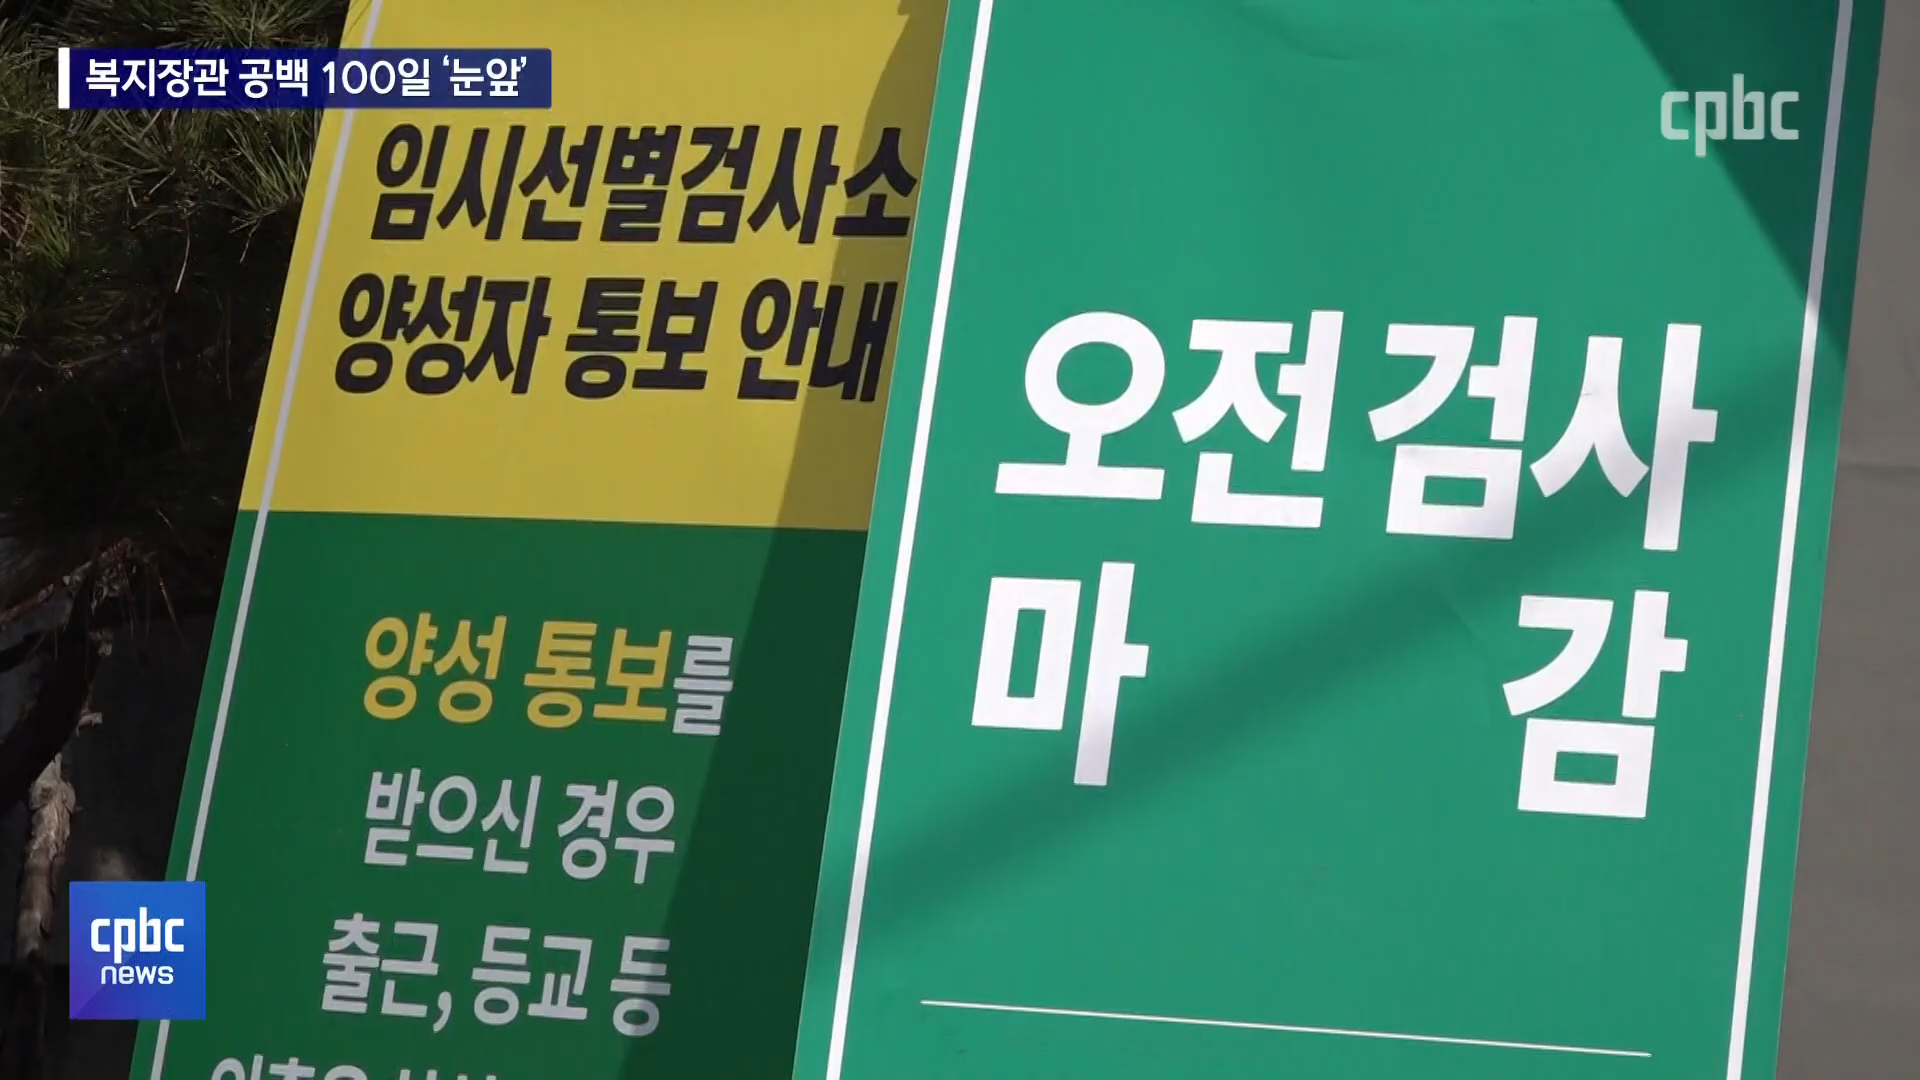 복지장관 공백 100일 ‘눈앞’
cpbc
임시선별검사소
양성자 통보 안내
양성 통보를
받으신 경우
출근, 등교 등
오전검사
마 감
cpbc
news